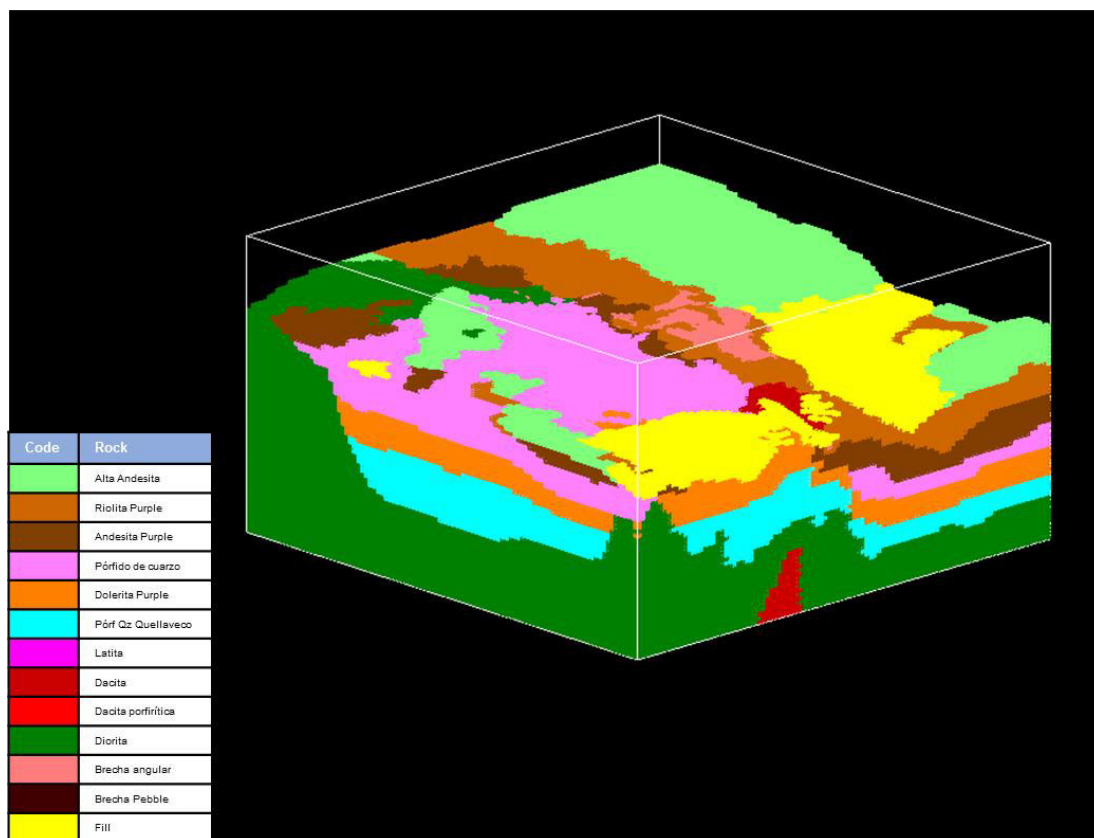 Code Rock
Alta Andesita
Riolita Purple
Andesita Purple
Pórfido de cuarzo
Dolerita Purple
Pórf Qz Quellaveco
Latita
Dacita
Dacita porfirítica
Diorita
Brecha angular
Brecha Pebble
Fill